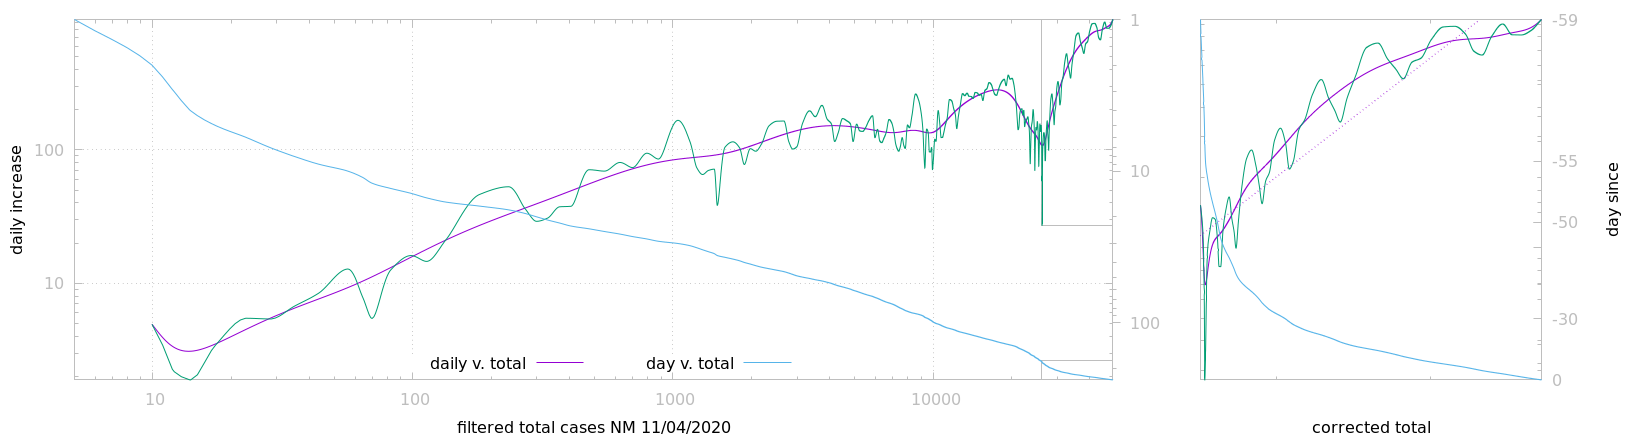 daily increase
100
10
10
100
1000
10000
1
10
100
daily v. total
day v. total
filtered total cases NM 11/04/2020
-59
-55
-50
-30
0
day since
corrected total